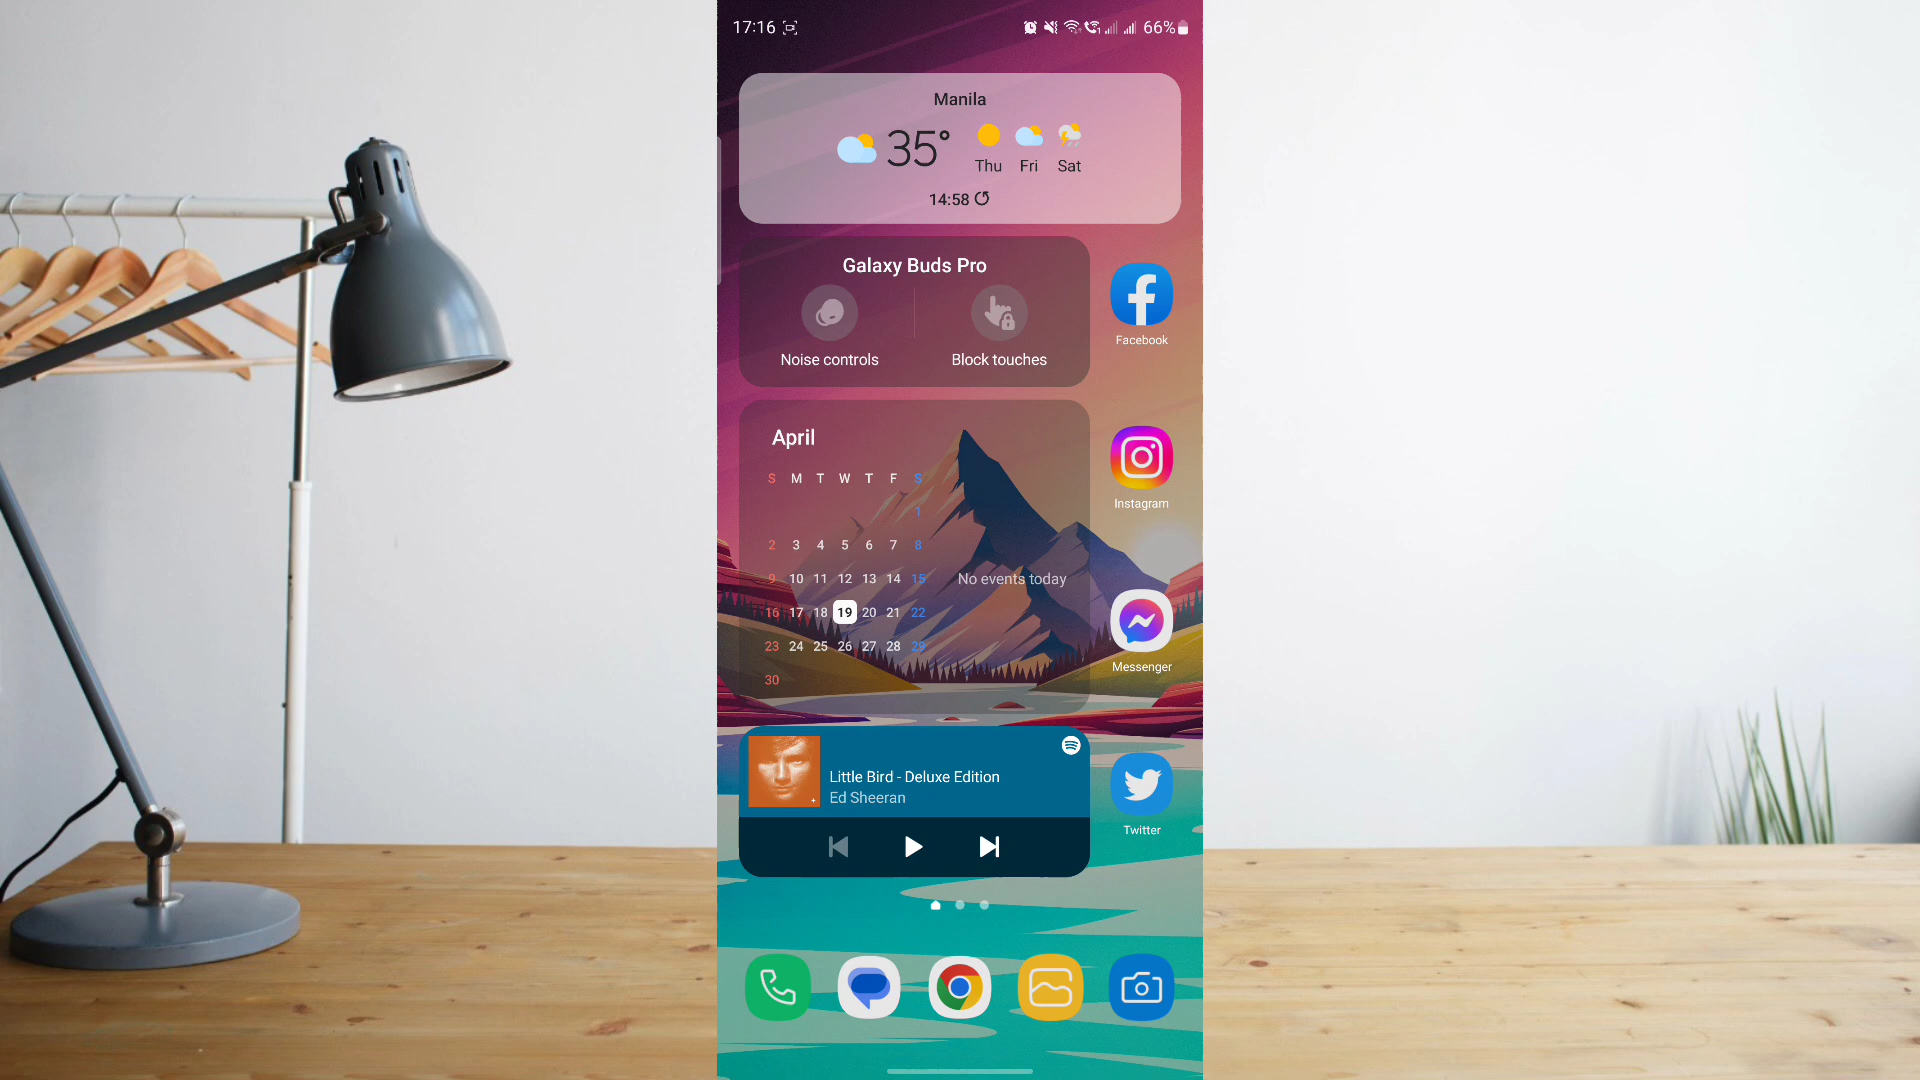 17:16
66%
Manila
35°
Thu Fri Sat
14:58
Galaxy Buds Pro
Noise controls
Block touches
Facebook
April
S M T W T F S
1
2 3 4 5 6 7 8
9 10 11 12 13 14 15
16 17 18 19 20 21 22
23 24 25 26 27 28 29
30
No events today
Instagram
Messenger
Little Bird - Deluxe Edition
Ed Sheeran
Twitter